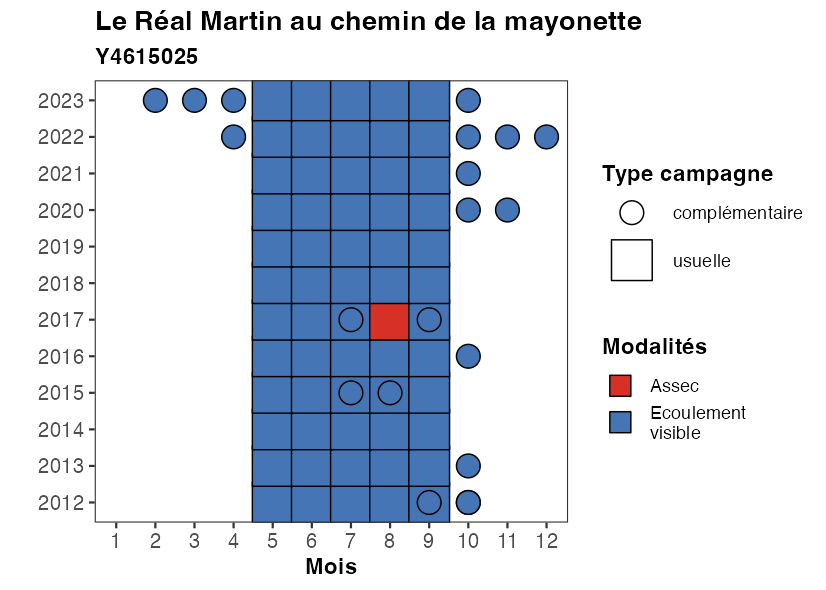 Le Réal Martin au chemin de la mayonette
Y4615025
2023
2022
2021
2020
2019
2018
2017
2016
2015
2014
2013
2012
1 2 3 4 5 6 7 8 9 10 11 12
Mois
Type campagne
complémentaire
usuelle
Modalités
Assec
Ecoulement
visible